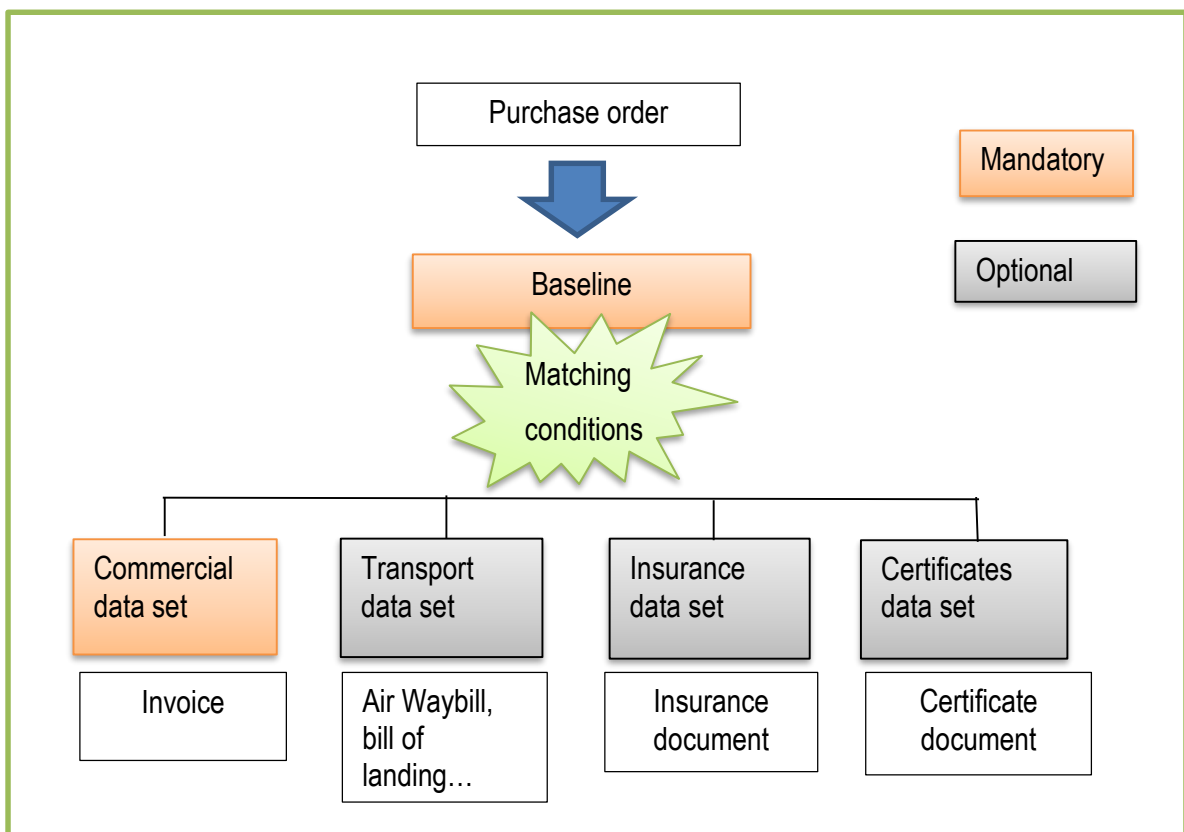 Purchase order
Mandatory
Baseline
Optional
Matching
conditions
Commercial
data set
Transport
data set
Insurance
data set
Certificates
data set
Invoice
Air Waybill,
bill of
landing…
Insurance
document
Certificate
document